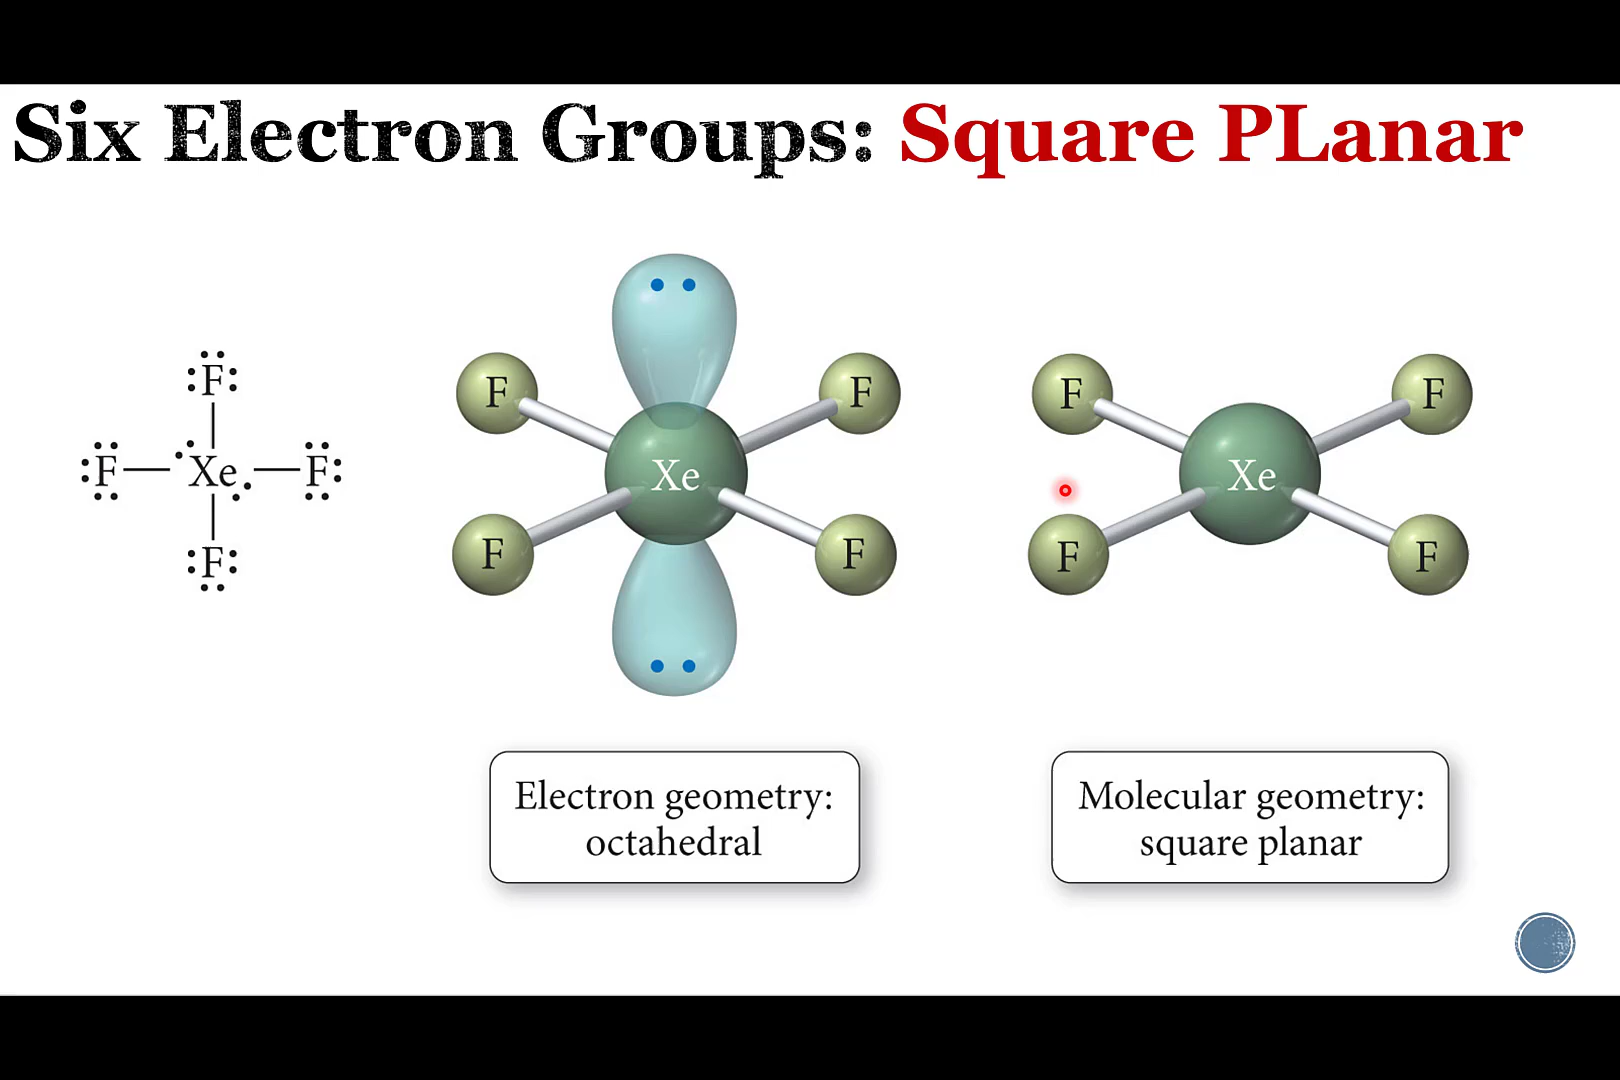 Six Electron Groups: Square PLanar
F
F Xe F
F
F F
Xe
F F
F F
Xe
F F
Electron geometry:
octahedral
Molecular geometry:
square planar